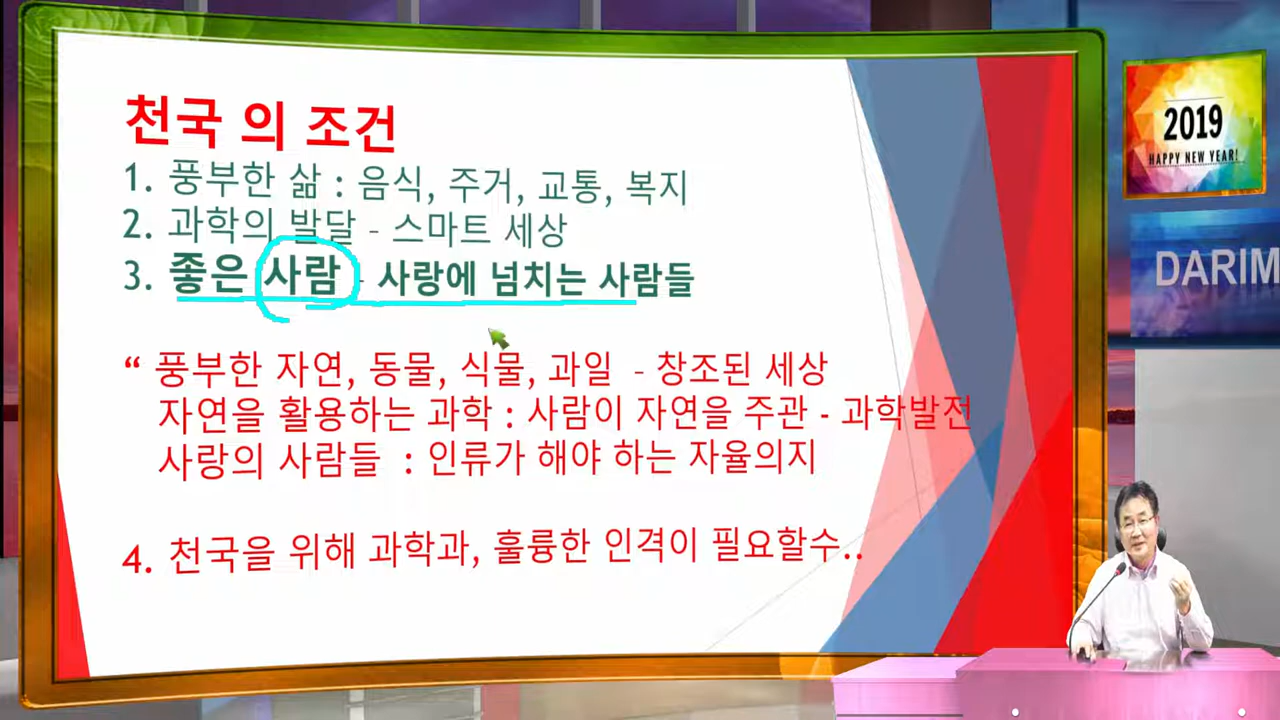 천국 의 조건
1. 풍부한 삶 : 음식, 주거, 교통, 복지
2. 과학의 발달 - 스마트 세상
3. 좋은 사람 - 사랑에 넘치는 사람들
“ 풍부한 자연, 동물, 식물, 과일 - 창조된 세상
자연을 활용하는 과학 : 사람이 자연을 주관 - 과학발전
사랑의 사람들 : 인류가 해야 하는 자율의지
4. 천국을 위해 과학과, 훌륭한 인격이 필요할수..
2019
HAPPY NEW YEAR!
DARIM